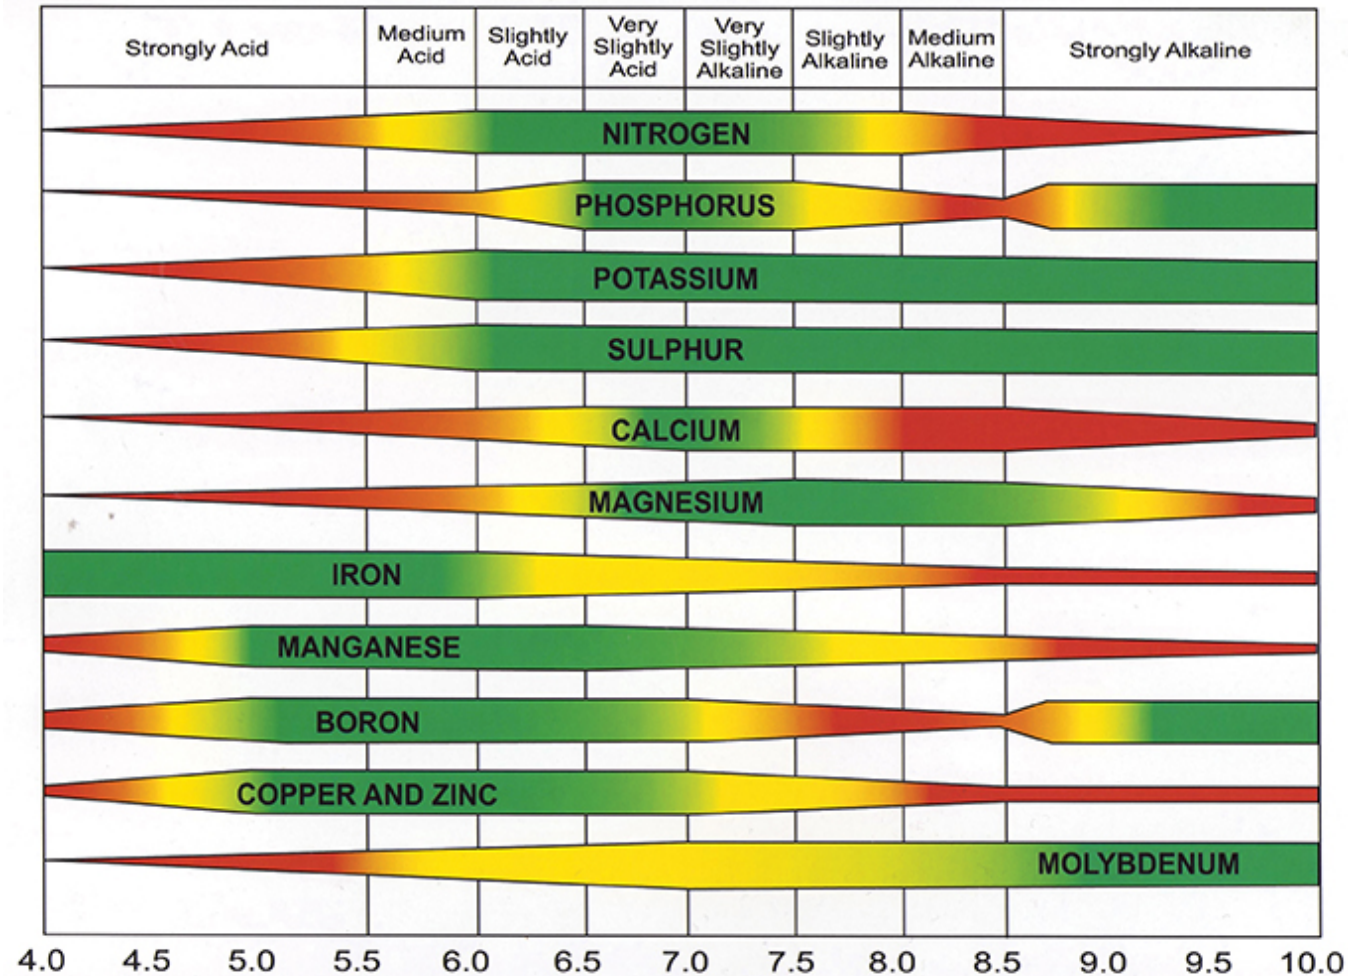 Strongly Acid
Medium
Acid
Slightly
Acid
Very
Slightly
Acid
Very
Slightly
Alkaline
Slightly
Alkaline
Medium
Alkaline
Strongly Alkaline
NITROGEN
PHOSPHORUS
POTASSIUM
SULPHUR
CALCIUM
MAGNESIUM
IRON
MANGANESE
BORON
COPPER AND ZINC
MOLYBDENUM
4.0 4.5 5.0 5.5 6.0 6.5 7.0 7.5 8.0 8.5 9.0 9.5 10.0